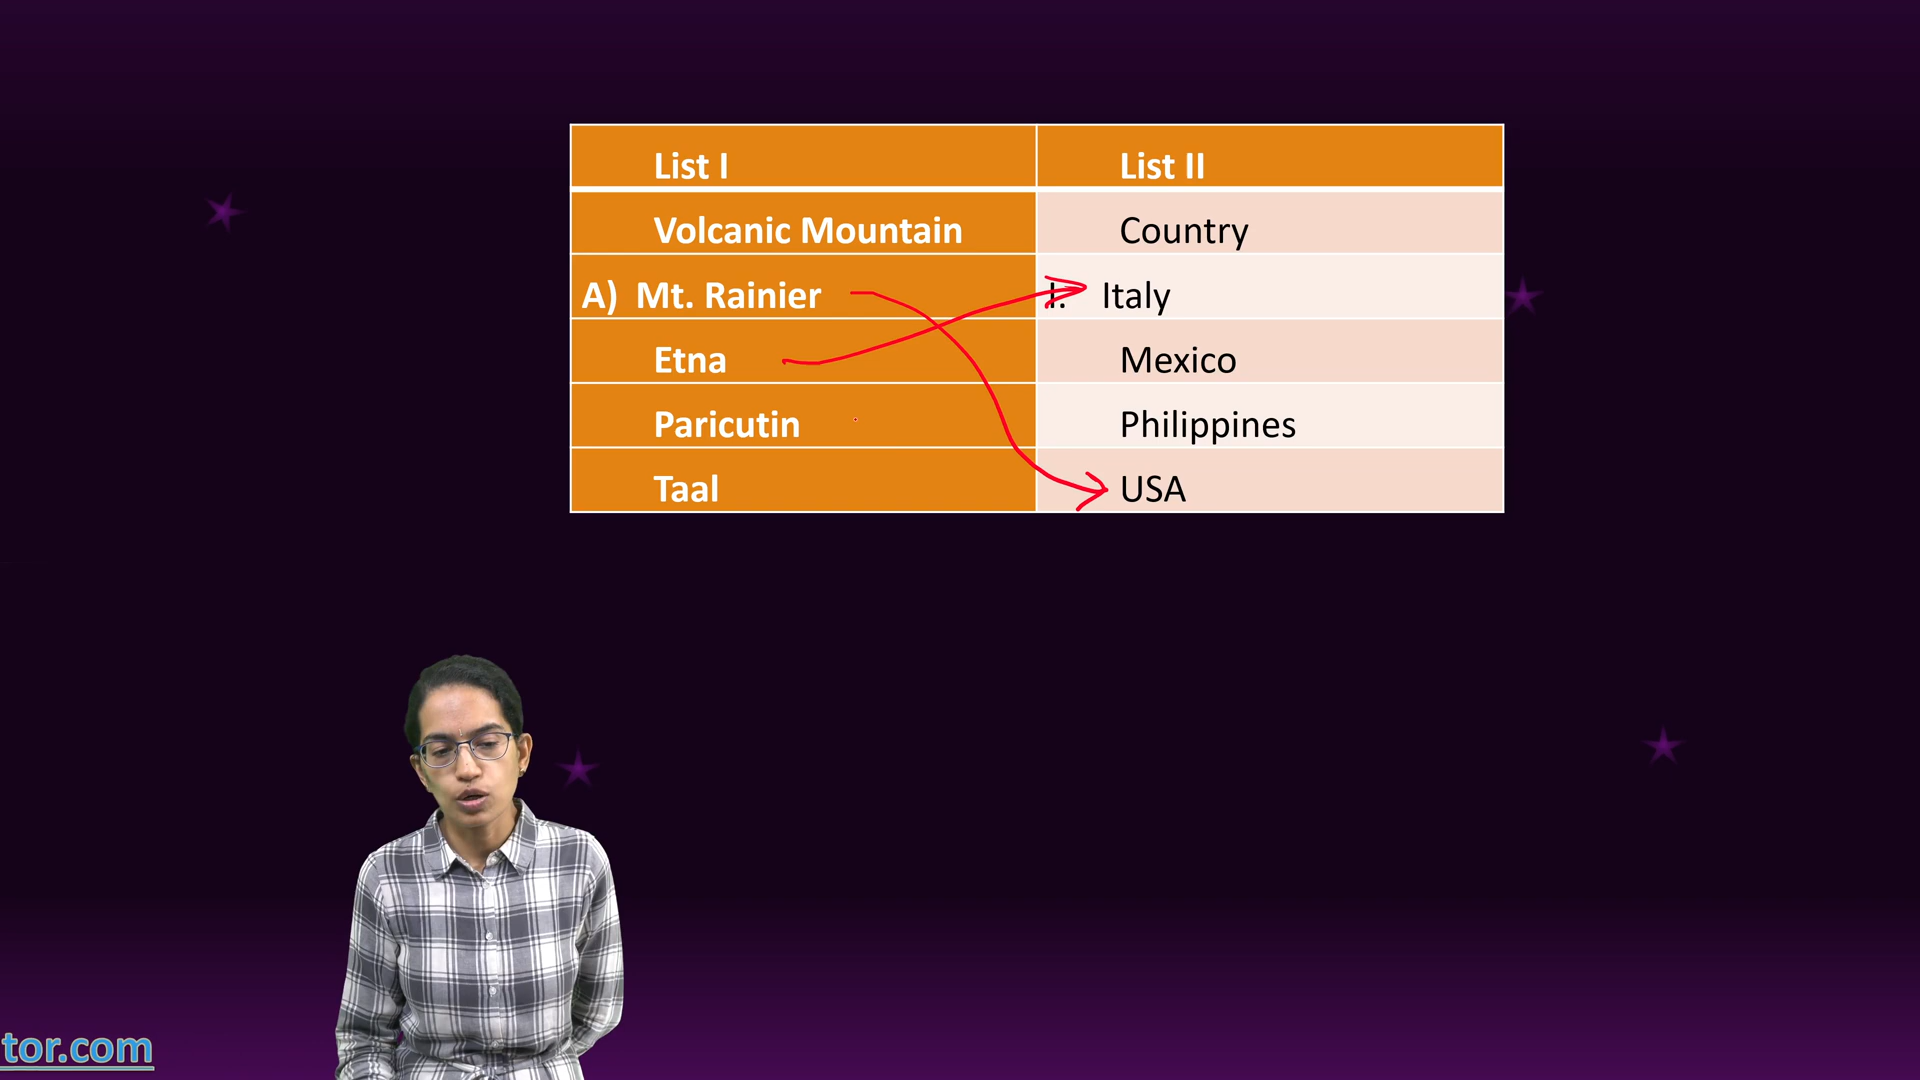 List I
List II
Volcanic Mountain
Country
A) Mt. Rainier
I. Italy
Etna
Mexico
Paricutin
Philippines
Taal
USA
tor.com